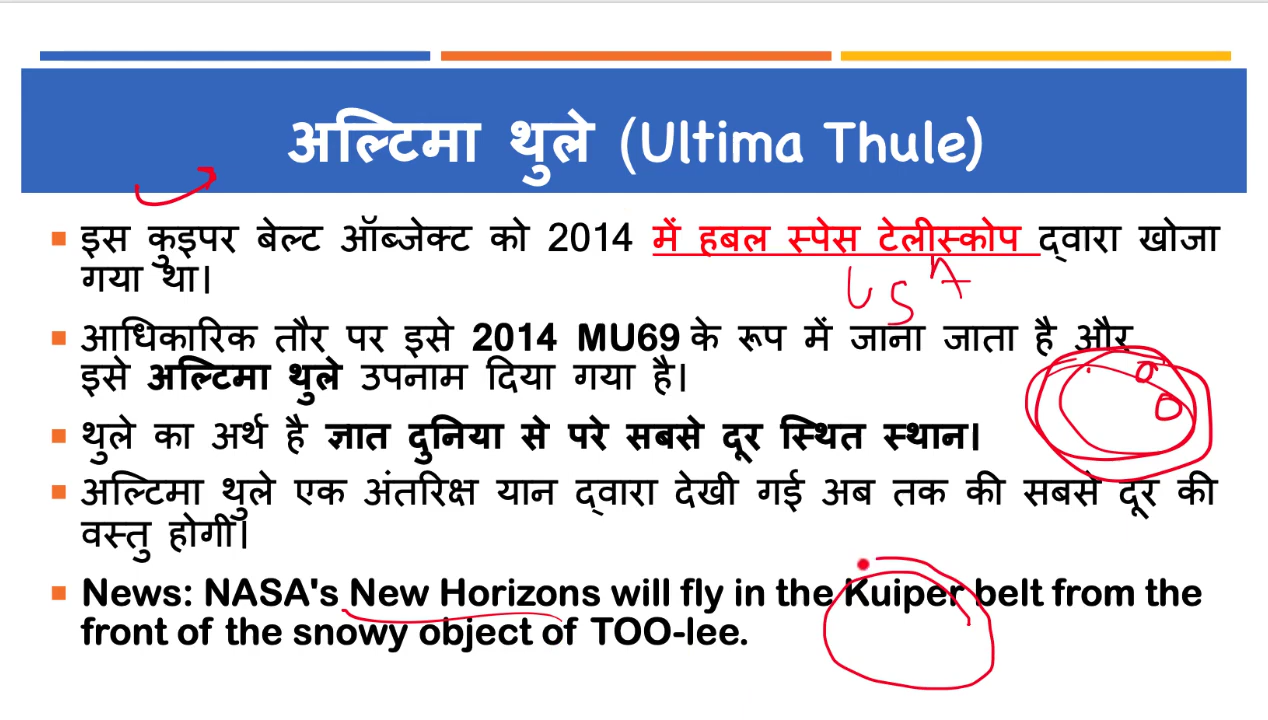 अल्टिमा थुले (Ultima Thule)
इस कुइपर बेल्ट ऑब्जेक्ट को 2014 में हबल स्पेस टेलीस्कोप द्वारा खोजा
गया था।
USA
आधिकारिक तौर पर इसे 2014 MU69 के रूप में जाना जाता है और
इसे अल्टिमा थुले उपनाम दिया गया है।
थुले का अर्थ है ज्ञात दुनिया से परे सबसे दूर स्थित स्थान।
अल्टिमा थुले एक अंतरिक्ष यान द्वारा देखी गई अब तक की सबसे दूर की
वस्तु होगी।
News: NASA's New Horizons will fly in the Kuiper belt from the
front of the snowy object of TOO-lee.